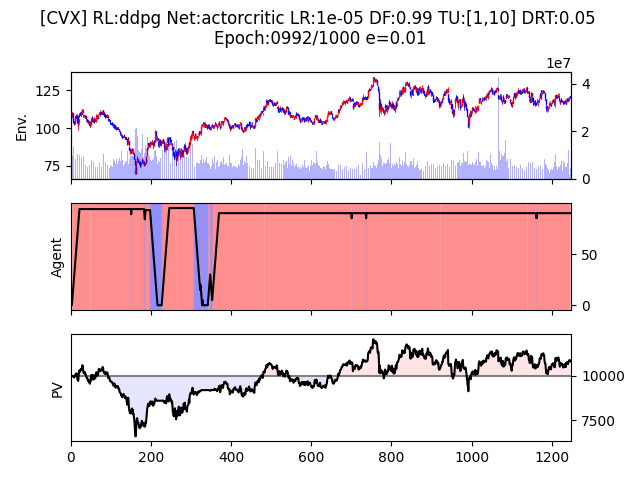 [CVX] RL:ddpg Net:actorcritic LR:1e-05 DF:0.99 TU:[1,10] DRT:0.05
Epoch:0992/1000 e=0.01
1e7
125
100
75
Env.
4
2
0
Agent
50
0
PV
10000
7500
0 200 400 600 800 1000 1200